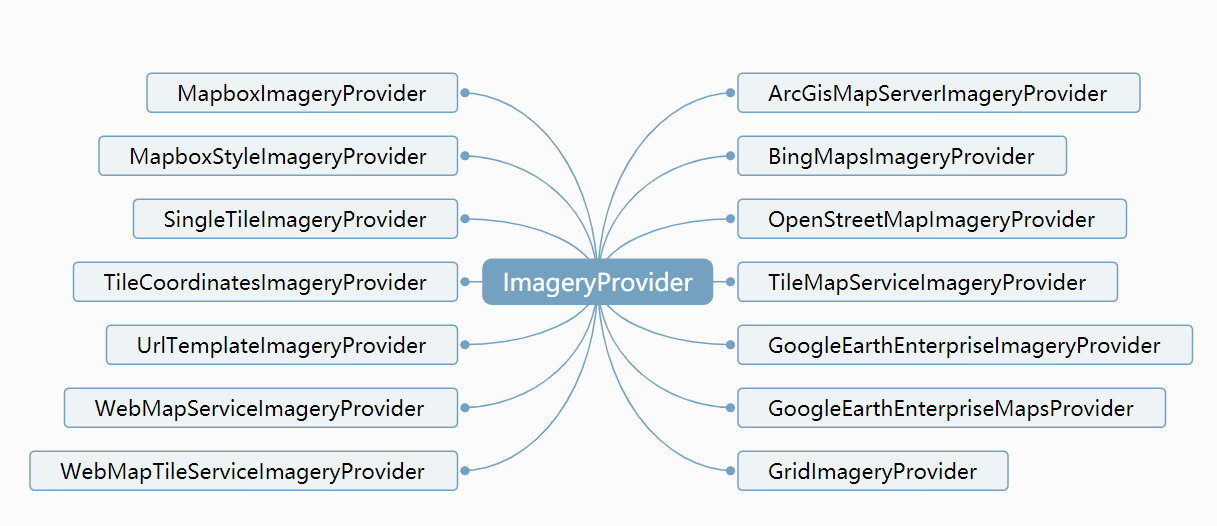 MapboxImageryProvider
MapboxStyleImageryProvider
SingleTileImageryProvider
TileCoordinatesImageryProvider
UrlTemplateImageryProvider
WebMapServiceImageryProvider
WebMapTileServiceImageryProvider
ImageryProvider
ArcGisMapServerImageryProvider
BingMapsImageryProvider
OpenStreetMapImageryProvider
TileMapServiceImageryProvider
GoogleEarthEnterpriseImageryProvider
GoogleEarthEnterpriseMapsProvider
GridImageryProvider